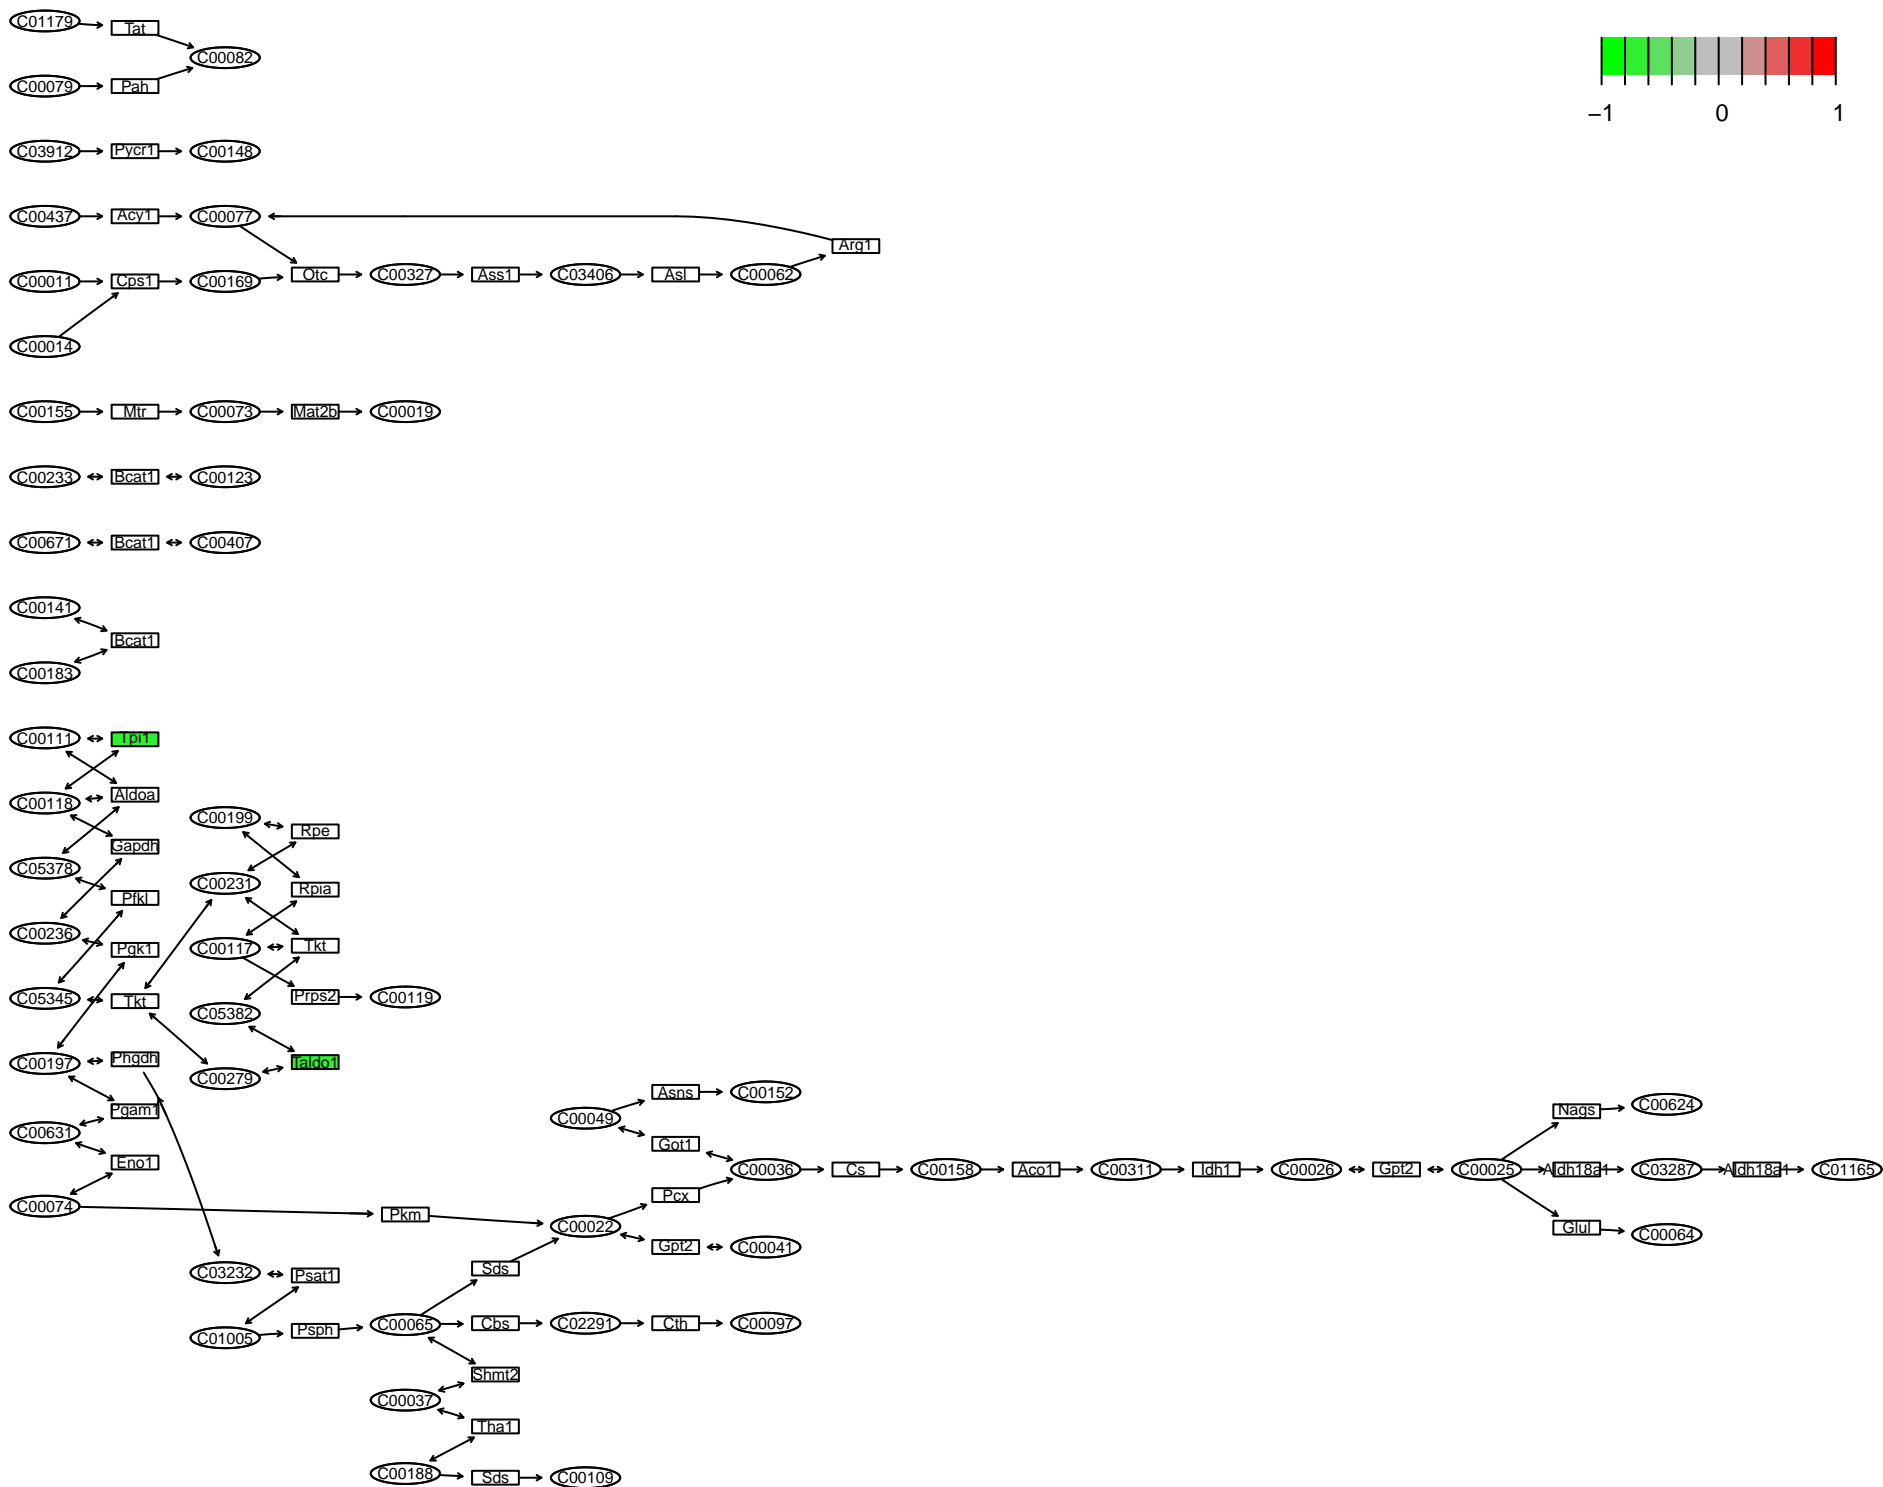 C01179 Tat
C00082
C00079 Pah
−1 0 1
C03912 Pycr1 C00148
C00437 Acy1 C00077
Arg1
C00011 Cps1 C00169 Otc C00327 Ass1 C03406 Asl C00062
C00014
C00155 Mtr C00073 Mat2b C00019
C00233 Bcat1 C00123
C00671 Bcat1 C00407
C00141
Bcat1
C00183
C00111 Tpi1
C00118 Aldoa
C00199 Rpe
Gapdh
C05378
C00231 Rpia
Pfkl
C00236 Pgk1
C00117 Tkt
C05345 Tkt
Prps2 C00119
C05382
C00197 Phgdh
Taldo1
C00279
Pgam1
Asns C00152
C00049
Nags C00624
C00631
Got1
Eno1
C00036 Cs C00158 Aco1 C00311 Idh1 C00026 Gpt2 C00025 Aldh18a1 C03287 Aldh18a1 C01165
Pcx
C00074 Pkm C00022
Glul C00064
Gpt2 C00041
Sds
C03232 Psat1
C01005 Psph C00065 Cbs C02291 Cth C00097
Shmt2
C00037
Tha1
C00188 Sds C00109